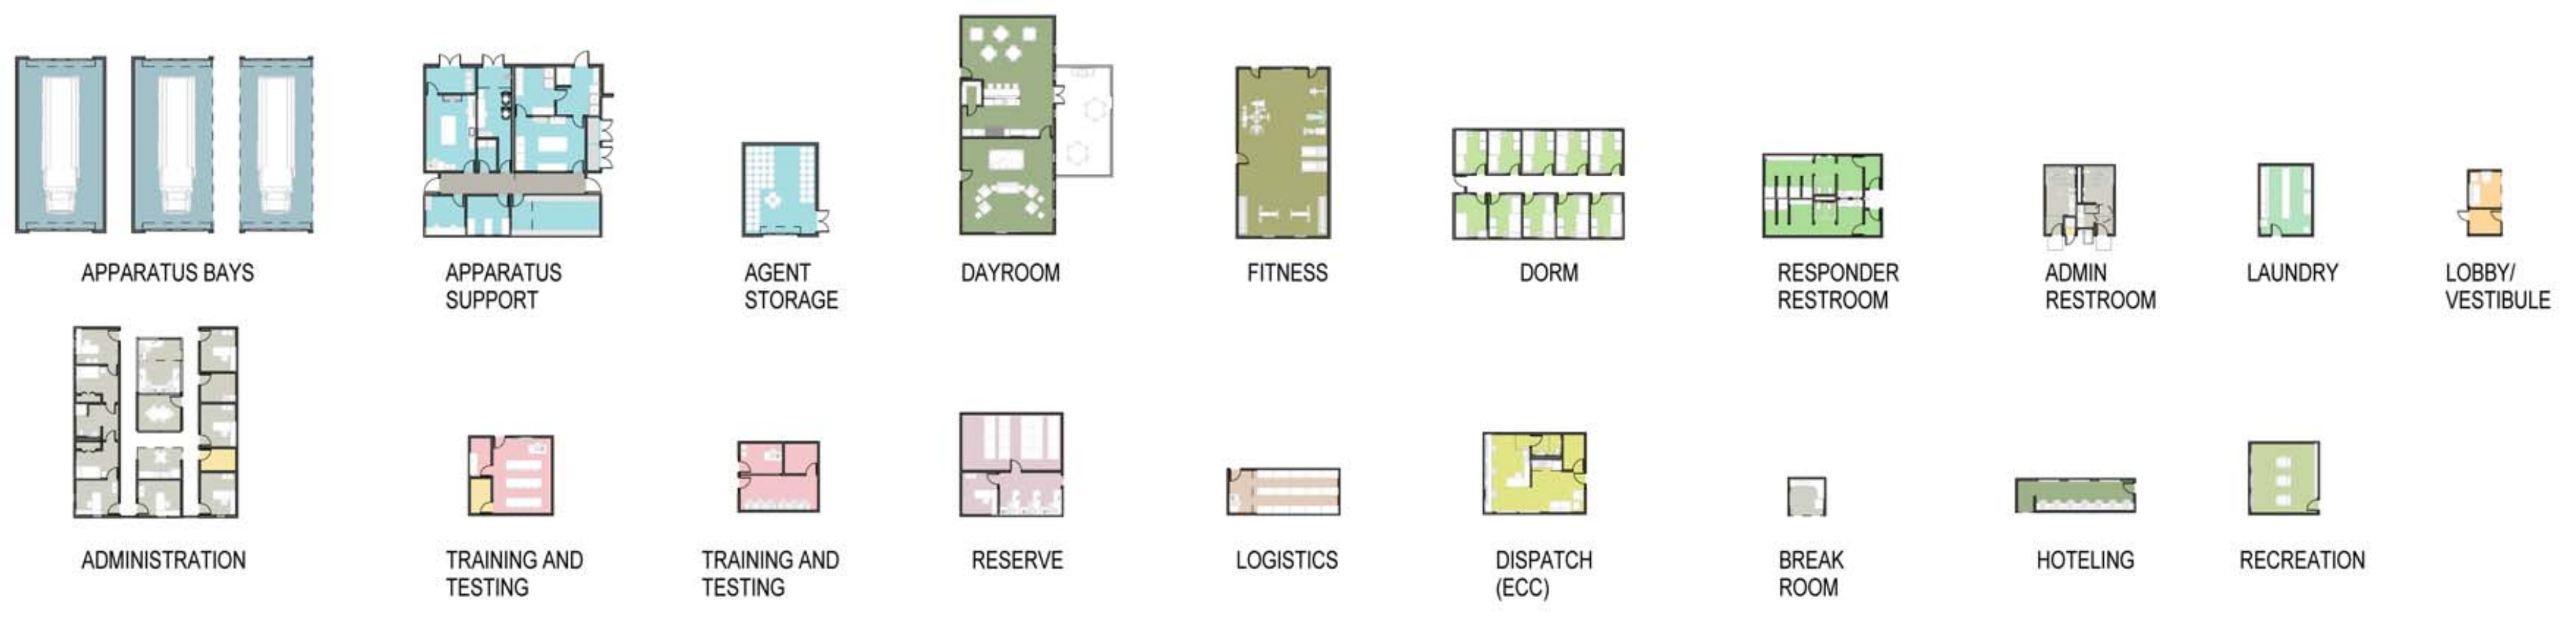 APPARATUS BAYS
APPARATUS
SUPPORT
AGENT
STORAGE
DAYROOM
FITNESS
DORM
RESPONDER
RESTROOM
ADMIN
RESTROOM
LAUNDRY
LOBBY/
VESTIBULE
ADMINISTRATION
TRAINING AND
TESTING
TRAINING AND
TESTING
RESERVE
LOGISTICS
DISPATCH
(ECC)
BREAK
ROOM
HOTELING
RECREATION